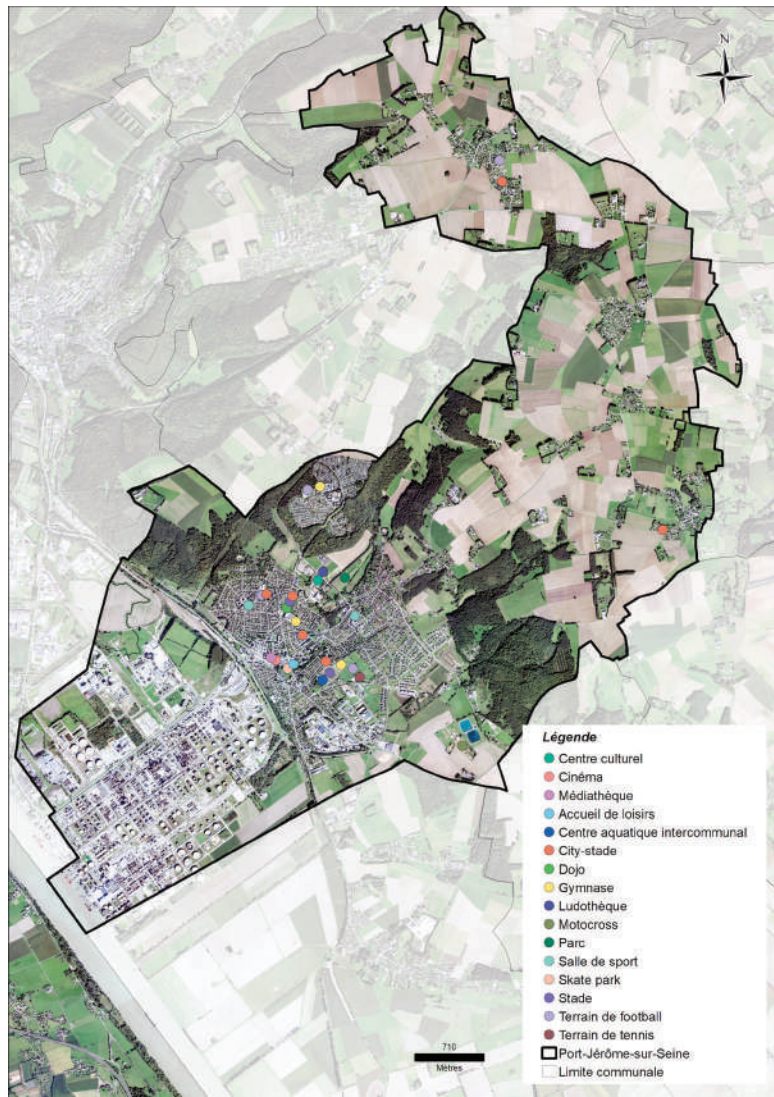 N
Légende
Centre culturel
Cinéma
Médiathèque
Accueil de loisirs
Centre aquatique intercommunal
City-stade
Dojo
Gymnase
Ludothèque
Motocross
Parc
Salle de sport
Skate park
Stade
Terrain de football
Terrain de tennis
Port-Jérôme-sur-Seine
Limite communale
710
Mètres